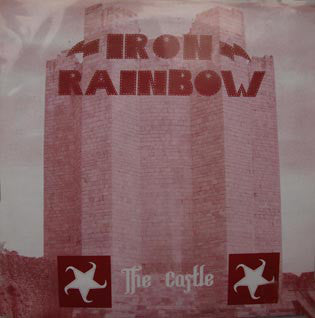 IRON
RAINBOW
The castle